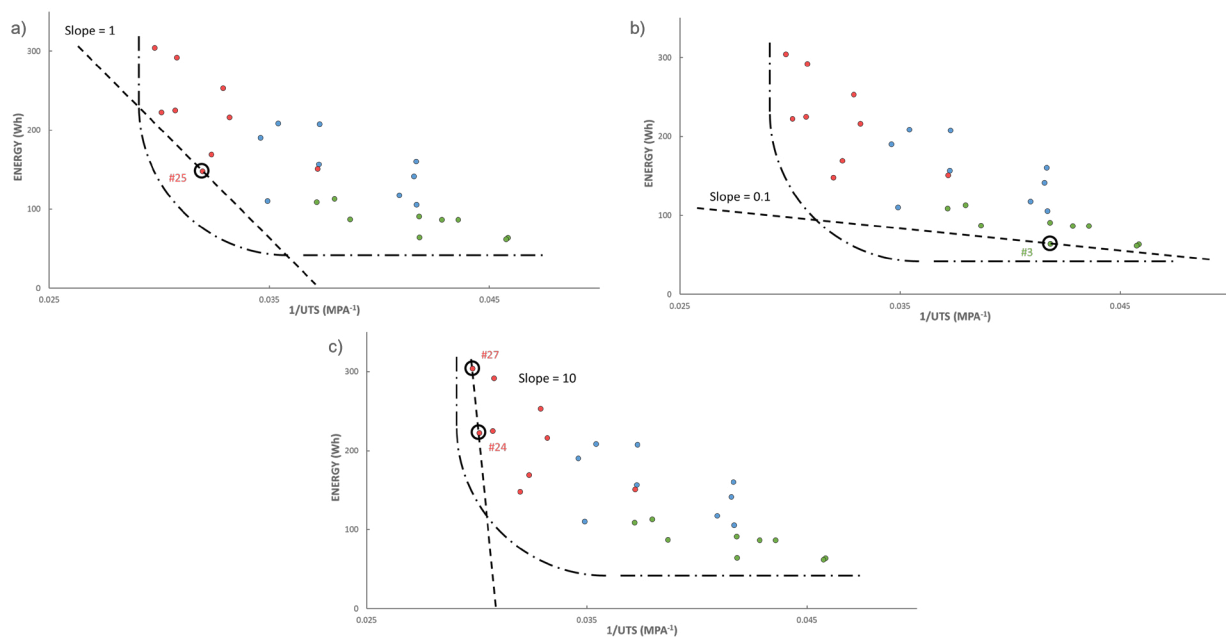 a)
Slope = 1
300
200
100
0
ENERGY (Wh)
#25
0.025
0.035
0.045
1/UTS (MPA⁻¹)
b)
300
200
100
0
ENERGY (Wh)
Slope = 0.1
#3
0.025
0.035
0.045
1/UTS (MPA⁻¹)
c)
#27
Slope = 10
#24
300
200
100
0
ENERGY (Wh)
0.025
0.035
0.045
1/UTS (MPA⁻¹)